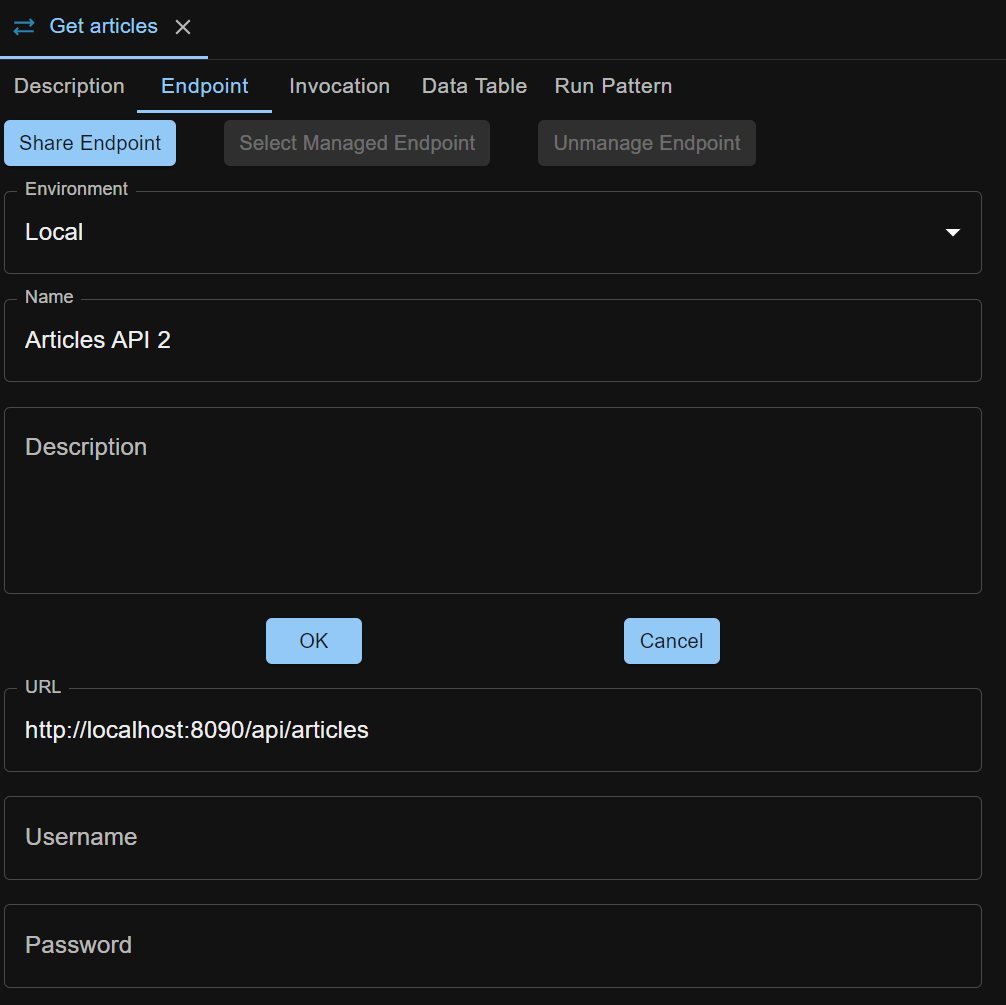 Get articles
Description Endpoint Invocation Data Table Run Pattern
Share Endpoint Select Managed Endpoint Unmanage Endpoint
Environment
Local
Name
Articles API 2
Description
OK Cancel
URL
http://localhost:8090/api/articles
Username
Password